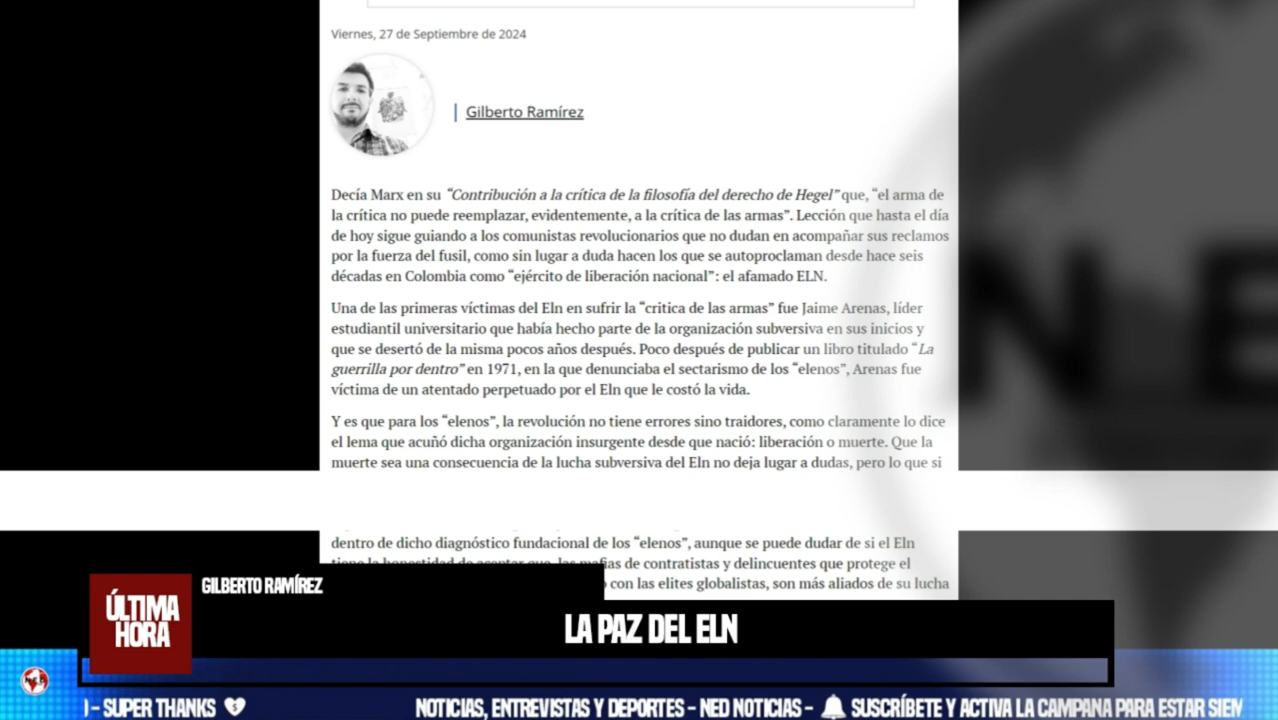 Viernes, 27 de Septiembre de 2024
Gilberto Ramírez
Decía Marx en su “Contribución a la crítica de la filosofía del derecho de Hegel” que, “el arma de
la crítica no puede reemplazar, evidentemente, a la crítica de las armas”. Lección que hasta el día
de hoy sigue guiando a los comunistas revolucionarios que no dudan en acompañar sus reclamos
por la fuerza del fusil, como sin lugar a duda hacen los que se autoproclaman desde hace seis
décadas en Colombia como “ejército de liberación nacional”: el afamado ELN.
Una de las primeras víctimas del Eln en sufrir la “critica de las armas” fue Jaime Arenas, líder
estudiantil universitario que había hecho parte de la organización subversiva en sus inicios y
que se desertó de la misma pocos años después. Poco después de publicar un libro titulado “La
guerrilla por dentro” en 1971, en la que denunciaba el sectarismo de los “elenos”, Arenas fue
víctima de un atentado perpetuado por el Eln que le costó la vida.
Y es que para los “elenos”, la revolución no tiene errores sino traidores, como claramente lo dice
el lema que acuñó dicha organización insurgente desde que nació: liberación o muerte. Que la
muerte sea una consecuencia de la lucha subversiva del Eln no deja lugar a dudas, pero lo que si
dentro de dicho diagnóstico fundacional de los “elenos”, aunque se puede dudar de si el Eln
tiene la honestidad de aceptar que, las mafias de contratistas y delincuentes que protege el
con las elites globalistas, son más aliados de su lucha
NE
GILBERTO RAMÍREZ
ÚLTIMA
HORA
LA PAZ DEL ELN
) - SUPER THANKS
NOTICIAS, ENTREVISTAS Y DEPORTES - NED NOTICIAS -
SUSCRÍBETE Y ACTIVA LA CAMPANA PARA ESTAR SIEM